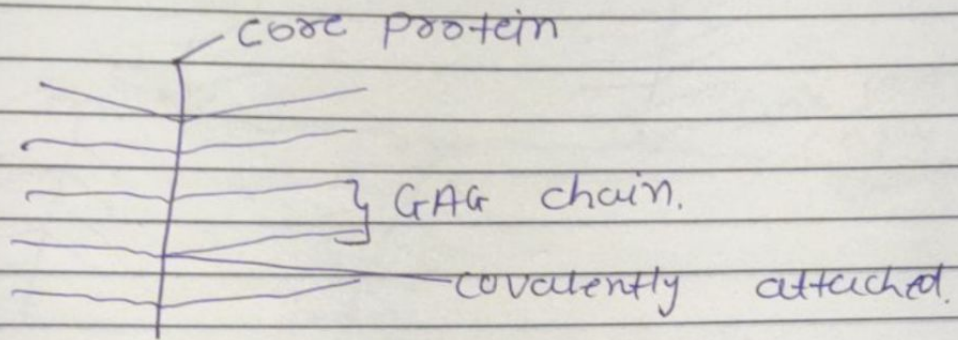 core protein
GAG chain.
covalently attached.